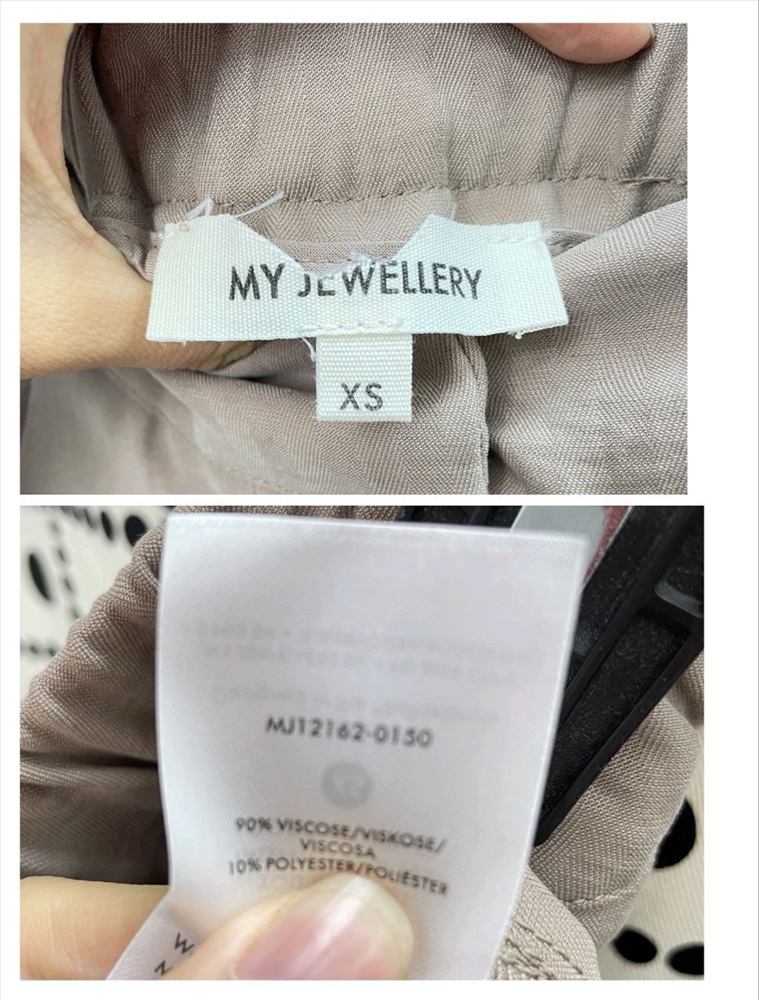 MY JEWELLERY
XS
MJ12162-0150
90% VISCOSE/VISKOSE/
VISCOSA
10% POLYESTER/POLIÉSTER